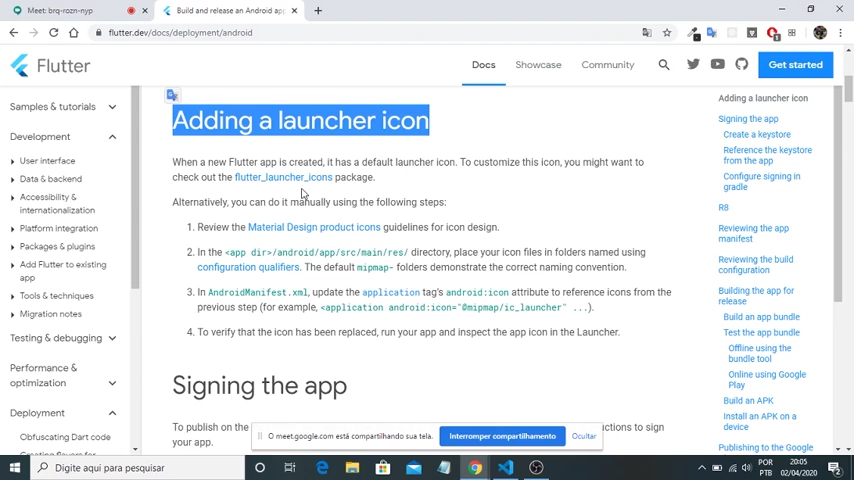 Meet: brq-rozn-nyp
Build and release an Android ap
flutter.dev/docs/deployment/android
Flutter
Docs
Showcase
Community
Get started
Samples & tutorials
Development
User interface
Data & backend
Accessibility &
internationalization
Platform integration
Packages & plugins
Add Flutter to existing
app
Tools & techniques
Migration notes
Testing & debugging
Performance &
optimization
Deployment
Obfuscating Dart code
Adding a launcher icon
When a new Flutter app is created, it has a default launcher icon. To customize this icon, you might want to
check out the flutter_launcher_icons package.
Alternatively, you can do it manually using the following steps:
1. Review the Material Design product icons guidelines for icon design.
2. In the <app dir>/android/app/src/main/res/ directory, place your icon files in folders named using
configuration qualifiers. The default mipmap- folders demonstrate the correct naming convention.
3. In AndroidManifest.xml, update the application tag's android:icon attribute to reference icons from the
previous step (for example, <application android:icon="@mipmap/ic_launcher" ...).
4. To verify that the icon has been replaced, run your app and inspect the app icon in the Launcher.
Signing the app
To publish on the
uctions to sign
your app.
Adding a launcher icon
Signing the app
Create a keystore
Reference the keystore
from the app
Configure signing in
gradle
R8
Reviewing the app
manifest
Reviewing the build
configuration
Building the app for
release
Build an app bundle
Test the app bundle
Offline using the
bundle tool
Online using Google
Play
Build an APK
Install an APK on a
device
Publishing to the Google
O meet.google.com está compartilhando sua tela.
Interromper compartilhamento
Ocultar
Digite aqui para pesquisar
POR
PTB
20:05
02/04/2020
2